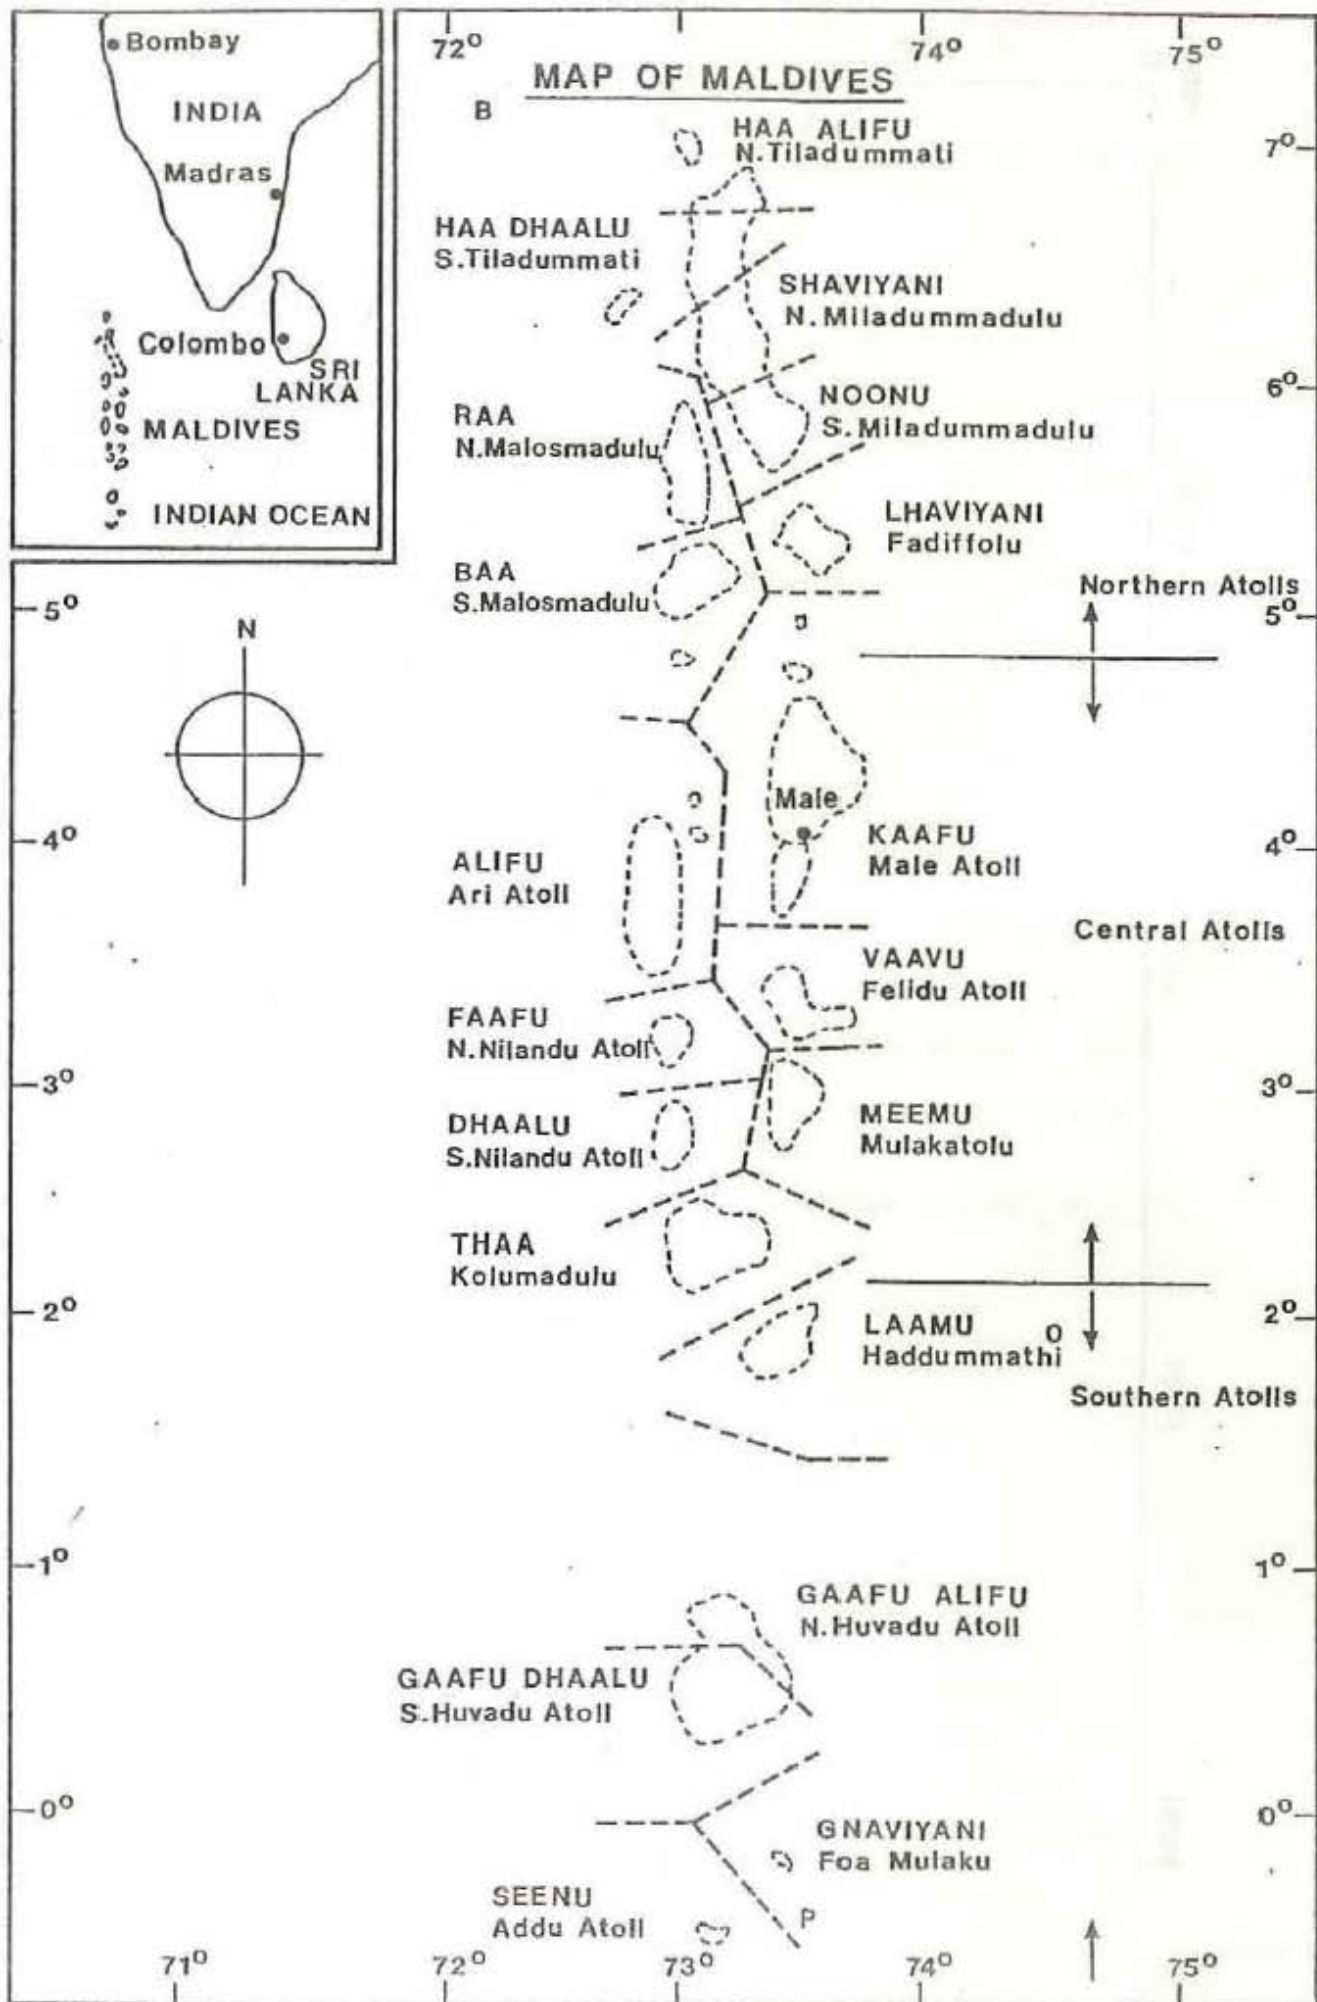 Bombay
INDIA
Madras
Colombo
SRI
LANKA
MALDIVES
INDIAN OCEAN
72° 74° 75°
MAP OF MALDIVES
B
HAA ALIFU
N.Tiladummati
7°
HAA DHAALU
S.Tiladummati
SHAVIYANI
N.Miladummadulu
6°
RAA
N.Malosmadulu
NOONU
S.Miladummadulu
LHAVIYANI
Fadiffolu
BAA
S.Malosmadulu
Northern Atolls
5° 5°
N
Male
4° 4°
KAAFU
Male Atoll
ALIFU
Ari Atoll
Central Atolls
VAAVU
Felidu Atoll
FAAFU
N.Nilandu Atoll
3° 3°
MEEMU
Mulakatolu
DHAALU
S.Nilandu Atoll
THAA
Kolumadulu
2° 2°
LAAMU
O
Haddummathi
Southern Atolls
1° 1°
GAAFU ALIFU
N.Huvadu Atoll
GAAFU DHAALU
S.Huvadu Atoll
0° 0°
GNAVIYANI
Foa Mulaku
SEENU
Addu Atoll
P
71° 72° 73° 74° 75°